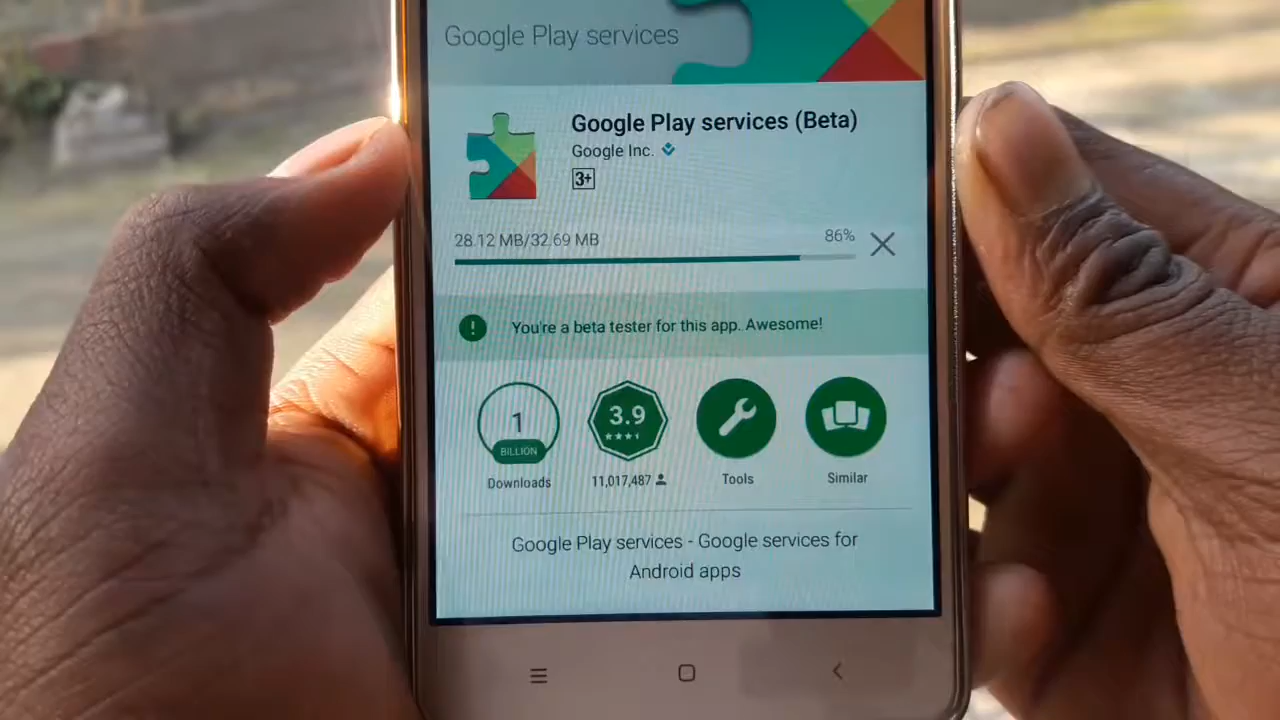 Google Play services
Google Play services (Beta)
Google Inc.
3+
28.12 MB/32.69 MB
86%
You're a beta tester for this app. Awesome!
1
BILLION
Downloads
3.9
11,017,487
Tools
Similar
Google Play services - Google services for
Android apps